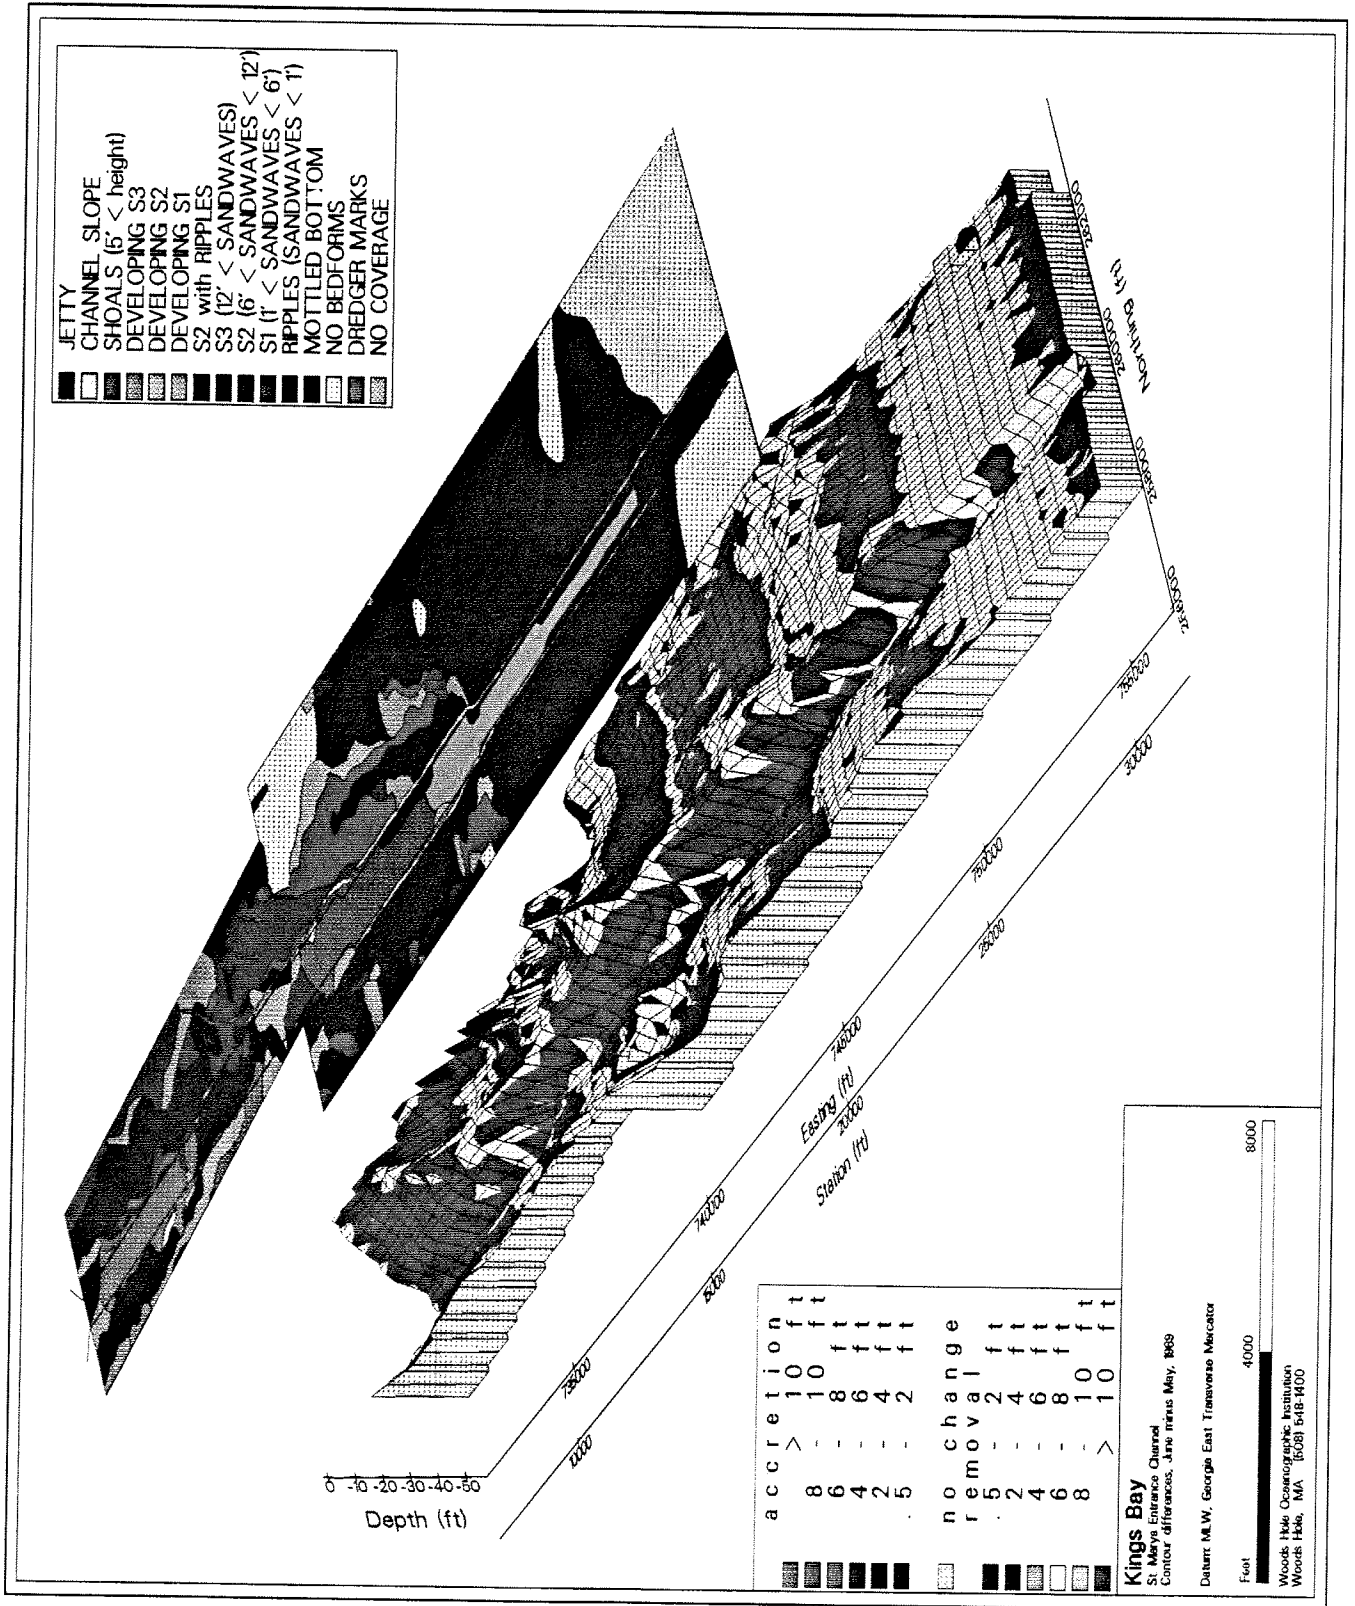 JETTY
CHANNEL SLOPE
SHOALS (5' < height)
DEVELOPING S3
DEVELOPING S2
DEVELOPING S1
S2 with RIPPLES
S3 (12' < SANDWAVES)
S2 (6' < SANDWAVES < 12')
S1 (1' < SANDWAVES < 6')
RIPPLES (SANDWAVES < 1')
MOTTLED BOTTOM
NO BEDFORMS
DREDGER MARKS
NO COVERAGE
0 -10 -20 -30 -40 -50
Depth (ft)
735000
740000
745000
750000
755000
Easting (ft)
10000
15000
20000
25000
30000
Station (ft)
258000
260000
262000
Northing (ft)
accretion
> 10 ft
8 - 10 ft
6 - 8 ft
4 - 6 ft
2 - 4 ft
.5 - 2 ft
no change
removal
.5 - 2 ft
2 - 4 ft
4 - 6 ft
6 - 8 ft
8 - 10 ft
> 10 ft
Kings Bay
St. Marys Entrance Channel
Contour differences, June minus May, 1989
Datum: MLW, Georgia East Transverse Mercator
Feet 4000 8000
Woods Hole Oceanographic Institution
Woods Hole, MA (508) 548-1400